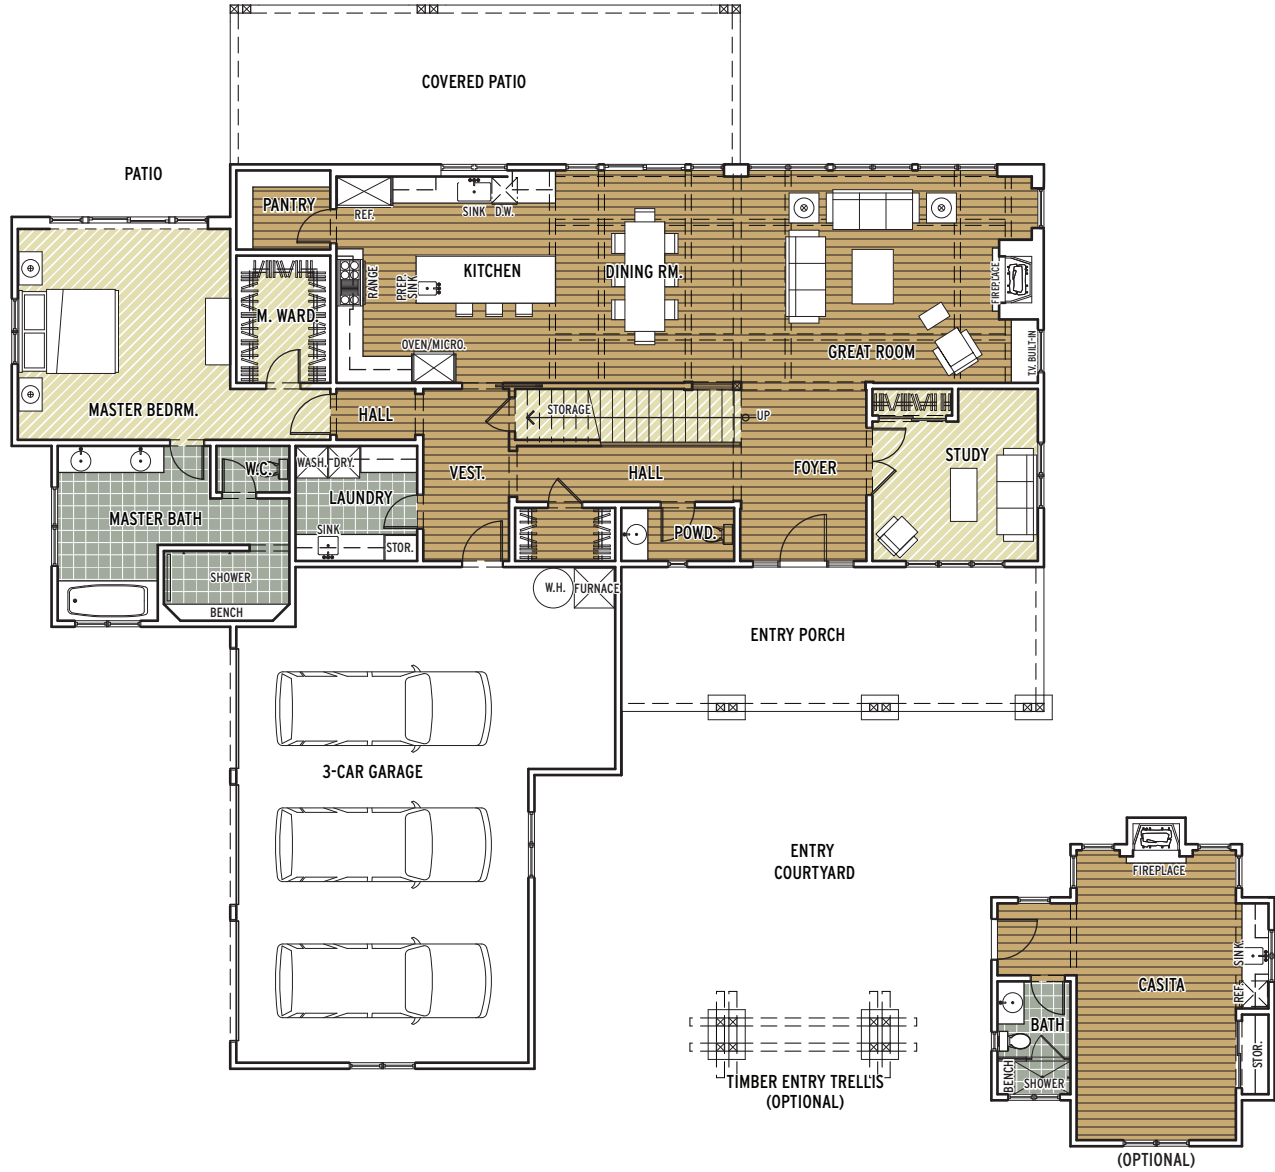 COVERED PATIO
PATIO
PANTRY
REF.
SINK
D.W.
RANGE
PREP.
SINK
KITCHEN
DINING RM.
FIREPLACE
M. WARD.
OVEN/MICRO.
GREAT ROOM
T.V. BUILT-IN
MASTER BEDRM.
HALL
STORAGE
UP
W.C.
WASH.
DRY.
LAUNDRY
VEST.
HALL
FOYER
STUDY
MASTER BATH
SINK
STOR.
POWD.
SHOWER
BENCH
W.H.
FURNACE
ENTRY PORCH
3-CAR GARAGE
ENTRY
COURTYARD
FIREPLACE
SINK
REF.
CASITA
BATH
STOR.
BENCH
SHOWER
TIMBER ENTRY TRELLIS
(OPTIONAL)
(OPTIONAL)